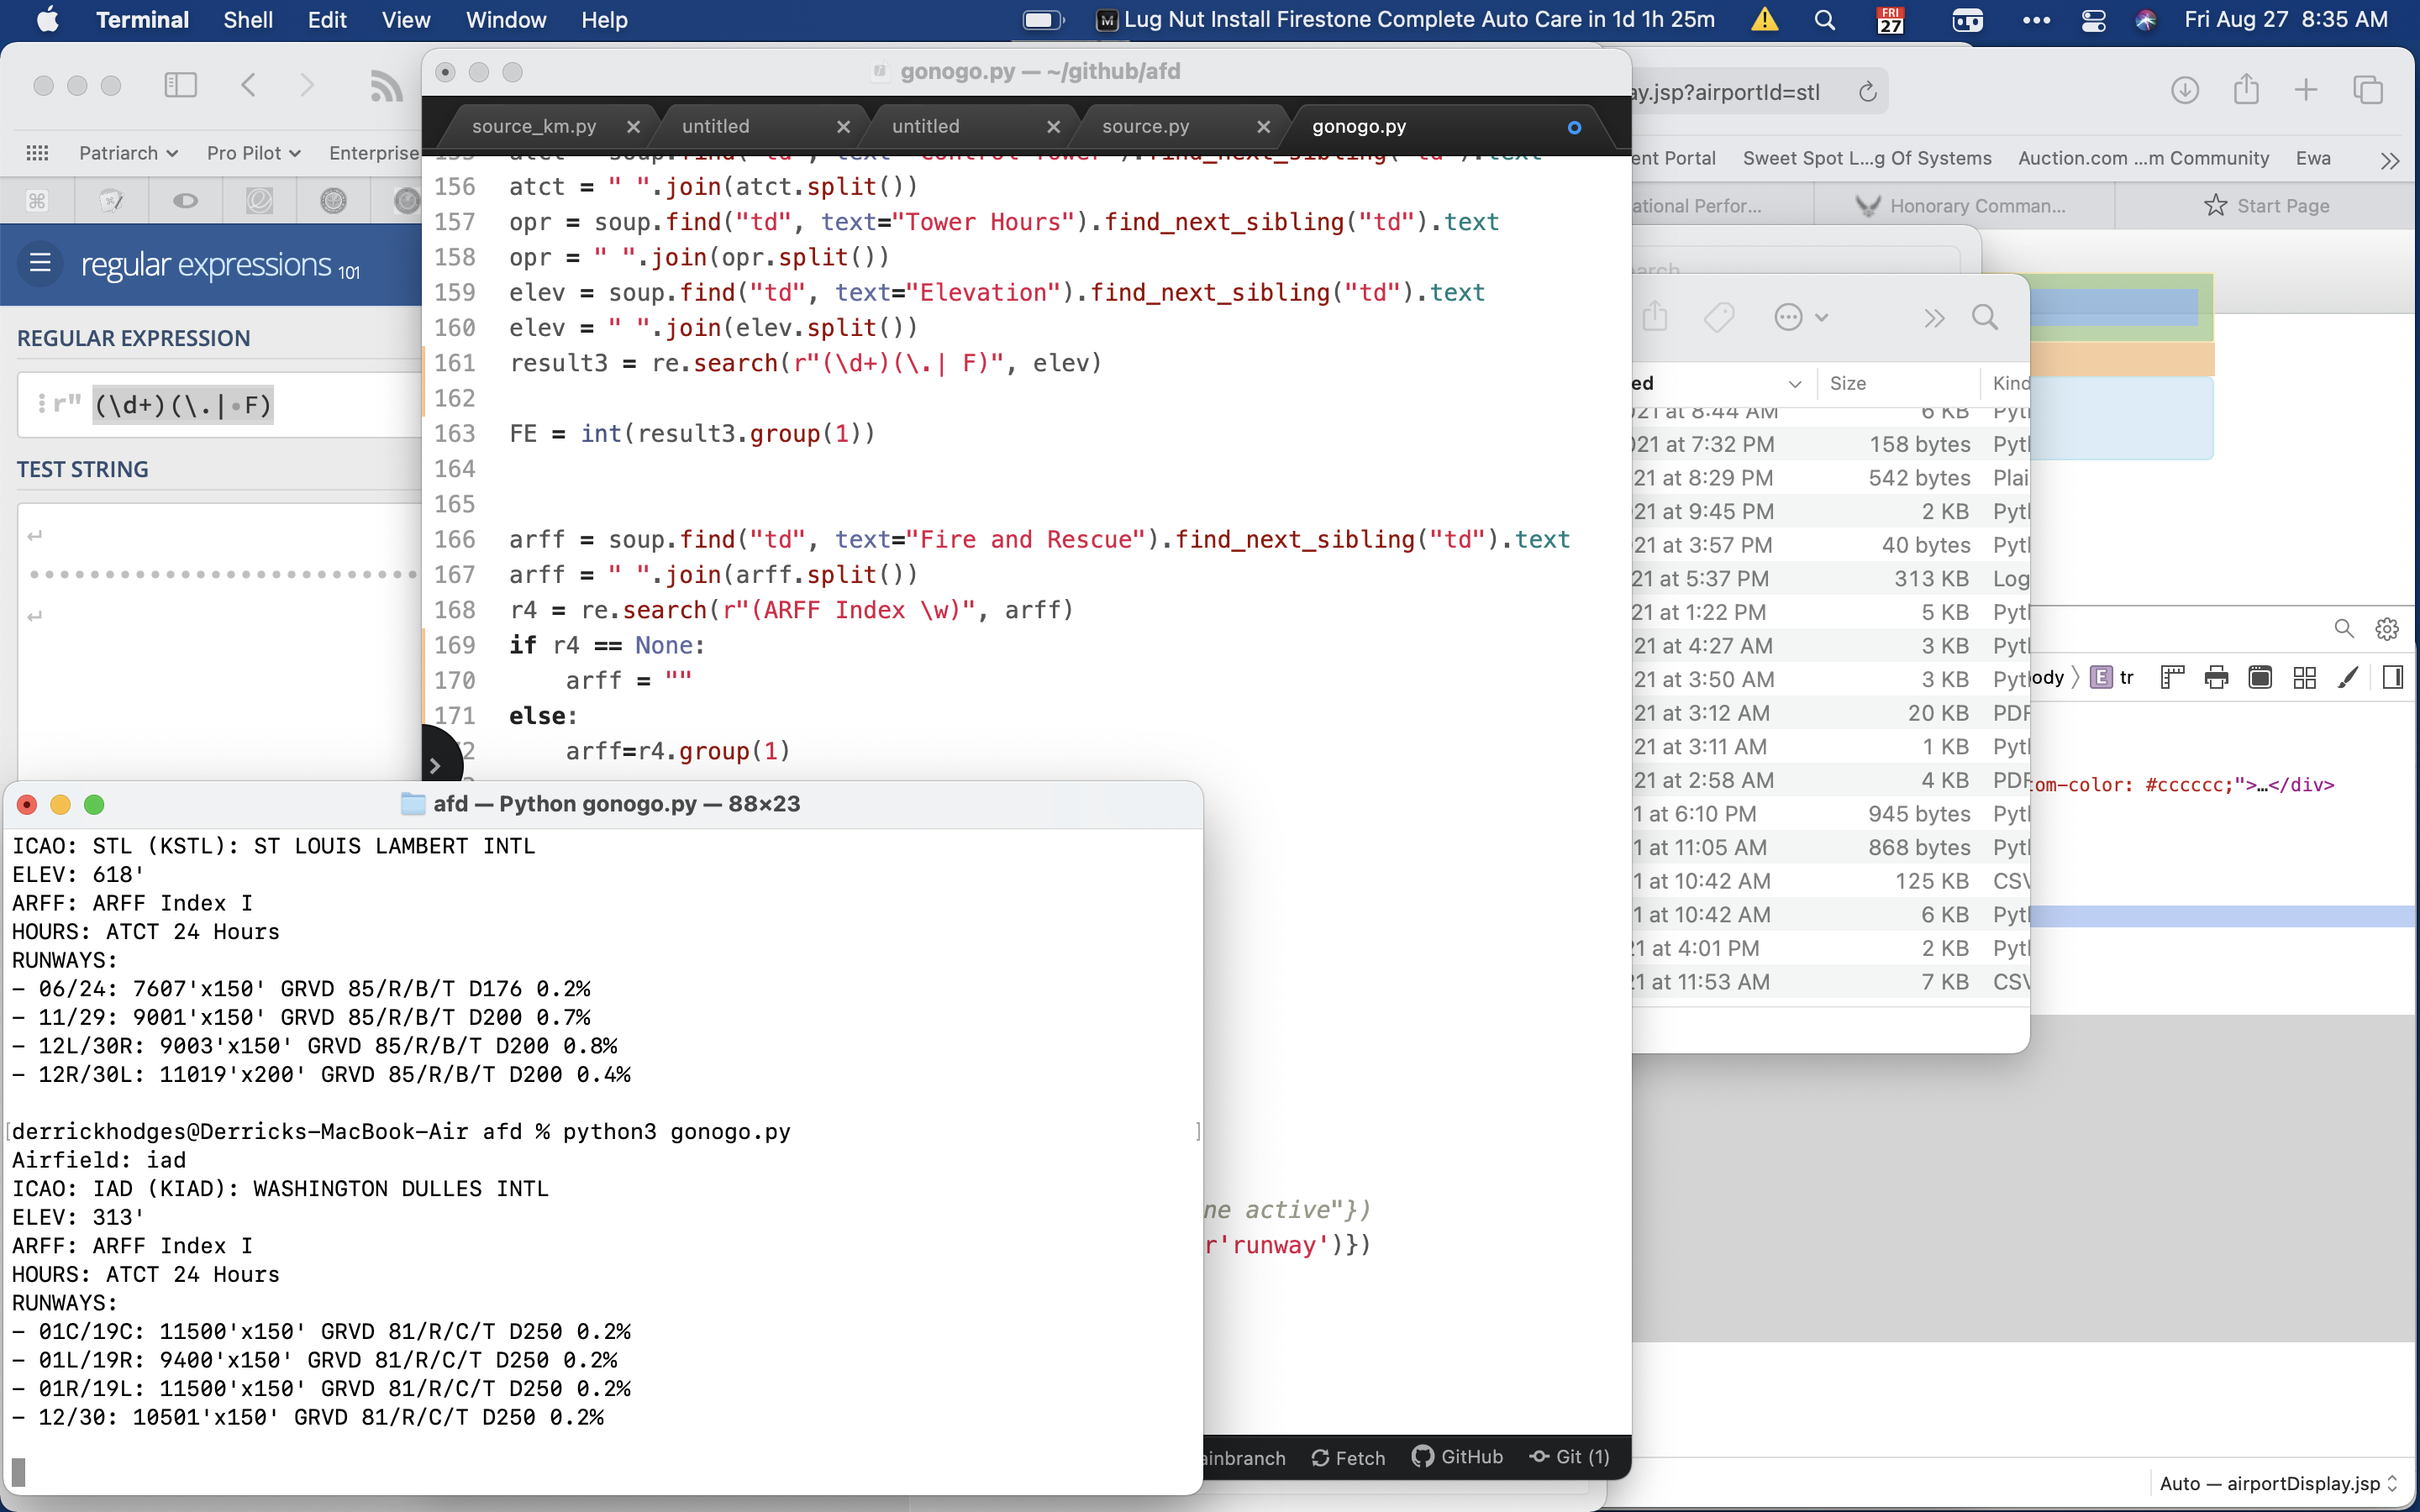 Terminal Shell Edit View Window Help
Lug Nut Install Firestone Complete Auto Care in 1d 1h 25m
FRI 27
Fri Aug 27 8:35 AM
gonogo.py — ~/github/afd
ay.jsp?airportId=stl
source_km.py
untitled
untitled
source.py
gonogo.py
Patriarch
Pro Pilot
Enterprise
ent Portal
Sweet Spot L...g Of Systems
Auction.com ...m Community
Ewa
ational Perfor...
Honorary Comman...
Start Page
regular expressions 101
REGULAR EXPRESSION
r" (\d+)(\.|•F)
TEST STRING
156 atct = " ".join(atct.split())
157 opr = soup.find("td", text="Tower Hours").find_next_sibling("td").text
158 opr = " ".join(opr.split())
159 elev = soup.find("td", text="Elevation").find_next_sibling("td").text
160 elev = " ".join(elev.split())
161 result3 = re.search(r"(\d+)(\.| F)", elev)
162
163 FE = int(result3.group(1))
164
165
166 arff = soup.find("td", text="Fire and Rescue").find_next_sibling("td").text
167 arff = " ".join(arff.split())
168 r4 = re.search(r"(ARFF Index \w)", arff)
169 if r4 == None:
170     arff = ""
171 else:
2     arff=r4.group(1)
ne active"})
r'runway')})
ainbranch Fetch GitHub Git (1)
earch
ed Size Kind
021 at 8:44 AM 6 KB Pyt
021 at 7:32 PM 158 bytes Pyt
21 at 8:29 PM 542 bytes Plai
21 at 9:45 PM 2 KB Pyt
21 at 3:57 PM 40 bytes Pyt
21 at 5:37 PM 313 KB Log
21 at 1:22 PM 5 KB Pyt
21 at 4:27 AM 3 KB Pyt
21 at 3:50 AM 3 KB Pyt
21 at 3:12 AM 20 KB PDF
21 at 3:11 AM 1 KB Pyt
21 at 2:58 AM 4 KB PDF
1 at 6:10 PM 945 bytes Pyt
1 at 11:05 AM 868 bytes Pyt
1 at 10:42 AM 125 KB CSV
1 at 10:42 AM 6 KB Pyt
21 at 4:01 PM 2 KB Pyt
21 at 11:53 AM 7 KB CSV
ody E tr
tom-color: #cccccc;">…</div>
Auto — airportDisplay.jsp
afd — Python gonogo.py — 88×23
ICAO: STL (KSTL): ST LOUIS LAMBERT INTL
ELEV: 618'
ARFF: ARFF Index I
HOURS: ATCT 24 Hours
RUNWAYS:
- 06/24: 7607'x150' GRVD 85/R/B/T D176 0.2%
- 11/29: 9001'x150' GRVD 85/R/B/T D200 0.7%
- 12L/30R: 9003'x150' GRVD 85/R/B/T D200 0.8%
- 12R/30L: 11019'x200' GRVD 85/R/B/T D200 0.4%
[derrickhodges@Derricks-MacBook-Air afd % python3 gonogo.py ]
Airfield: iad
ICAO: IAD (KIAD): WASHINGTON DULLES INTL
ELEV: 313'
ARFF: ARFF Index I
HOURS: ATCT 24 Hours
RUNWAYS:
- 01C/19C: 11500'x150' GRVD 81/R/C/T D250 0.2%
- 01L/19R: 9400'x150' GRVD 81/R/C/T D250 0.2%
- 01R/19L: 11500'x150' GRVD 81/R/C/T D250 0.2%
- 12/30: 10501'x150' GRVD 81/R/C/T D250 0.2%